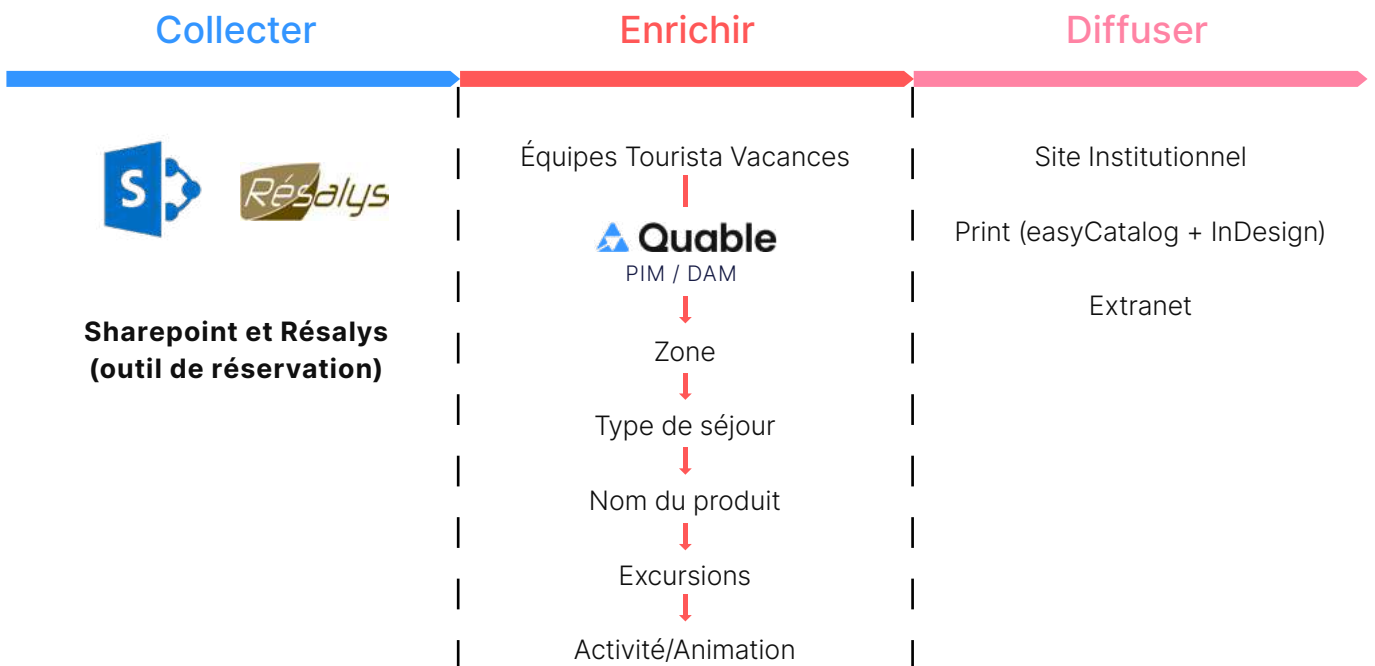 Collecter
Enrichir
Diffuser
S
Résalys
Sharepoint et Résalys
(outil de réservation)
Équipes Tourista Vacances
Quable
PIM / DAM
Zone
Type de séjour
Nom du produit
Excursions
Activité/Animation
Site Institutionnel
Print (easyCatalog + InDesign)
Extranet